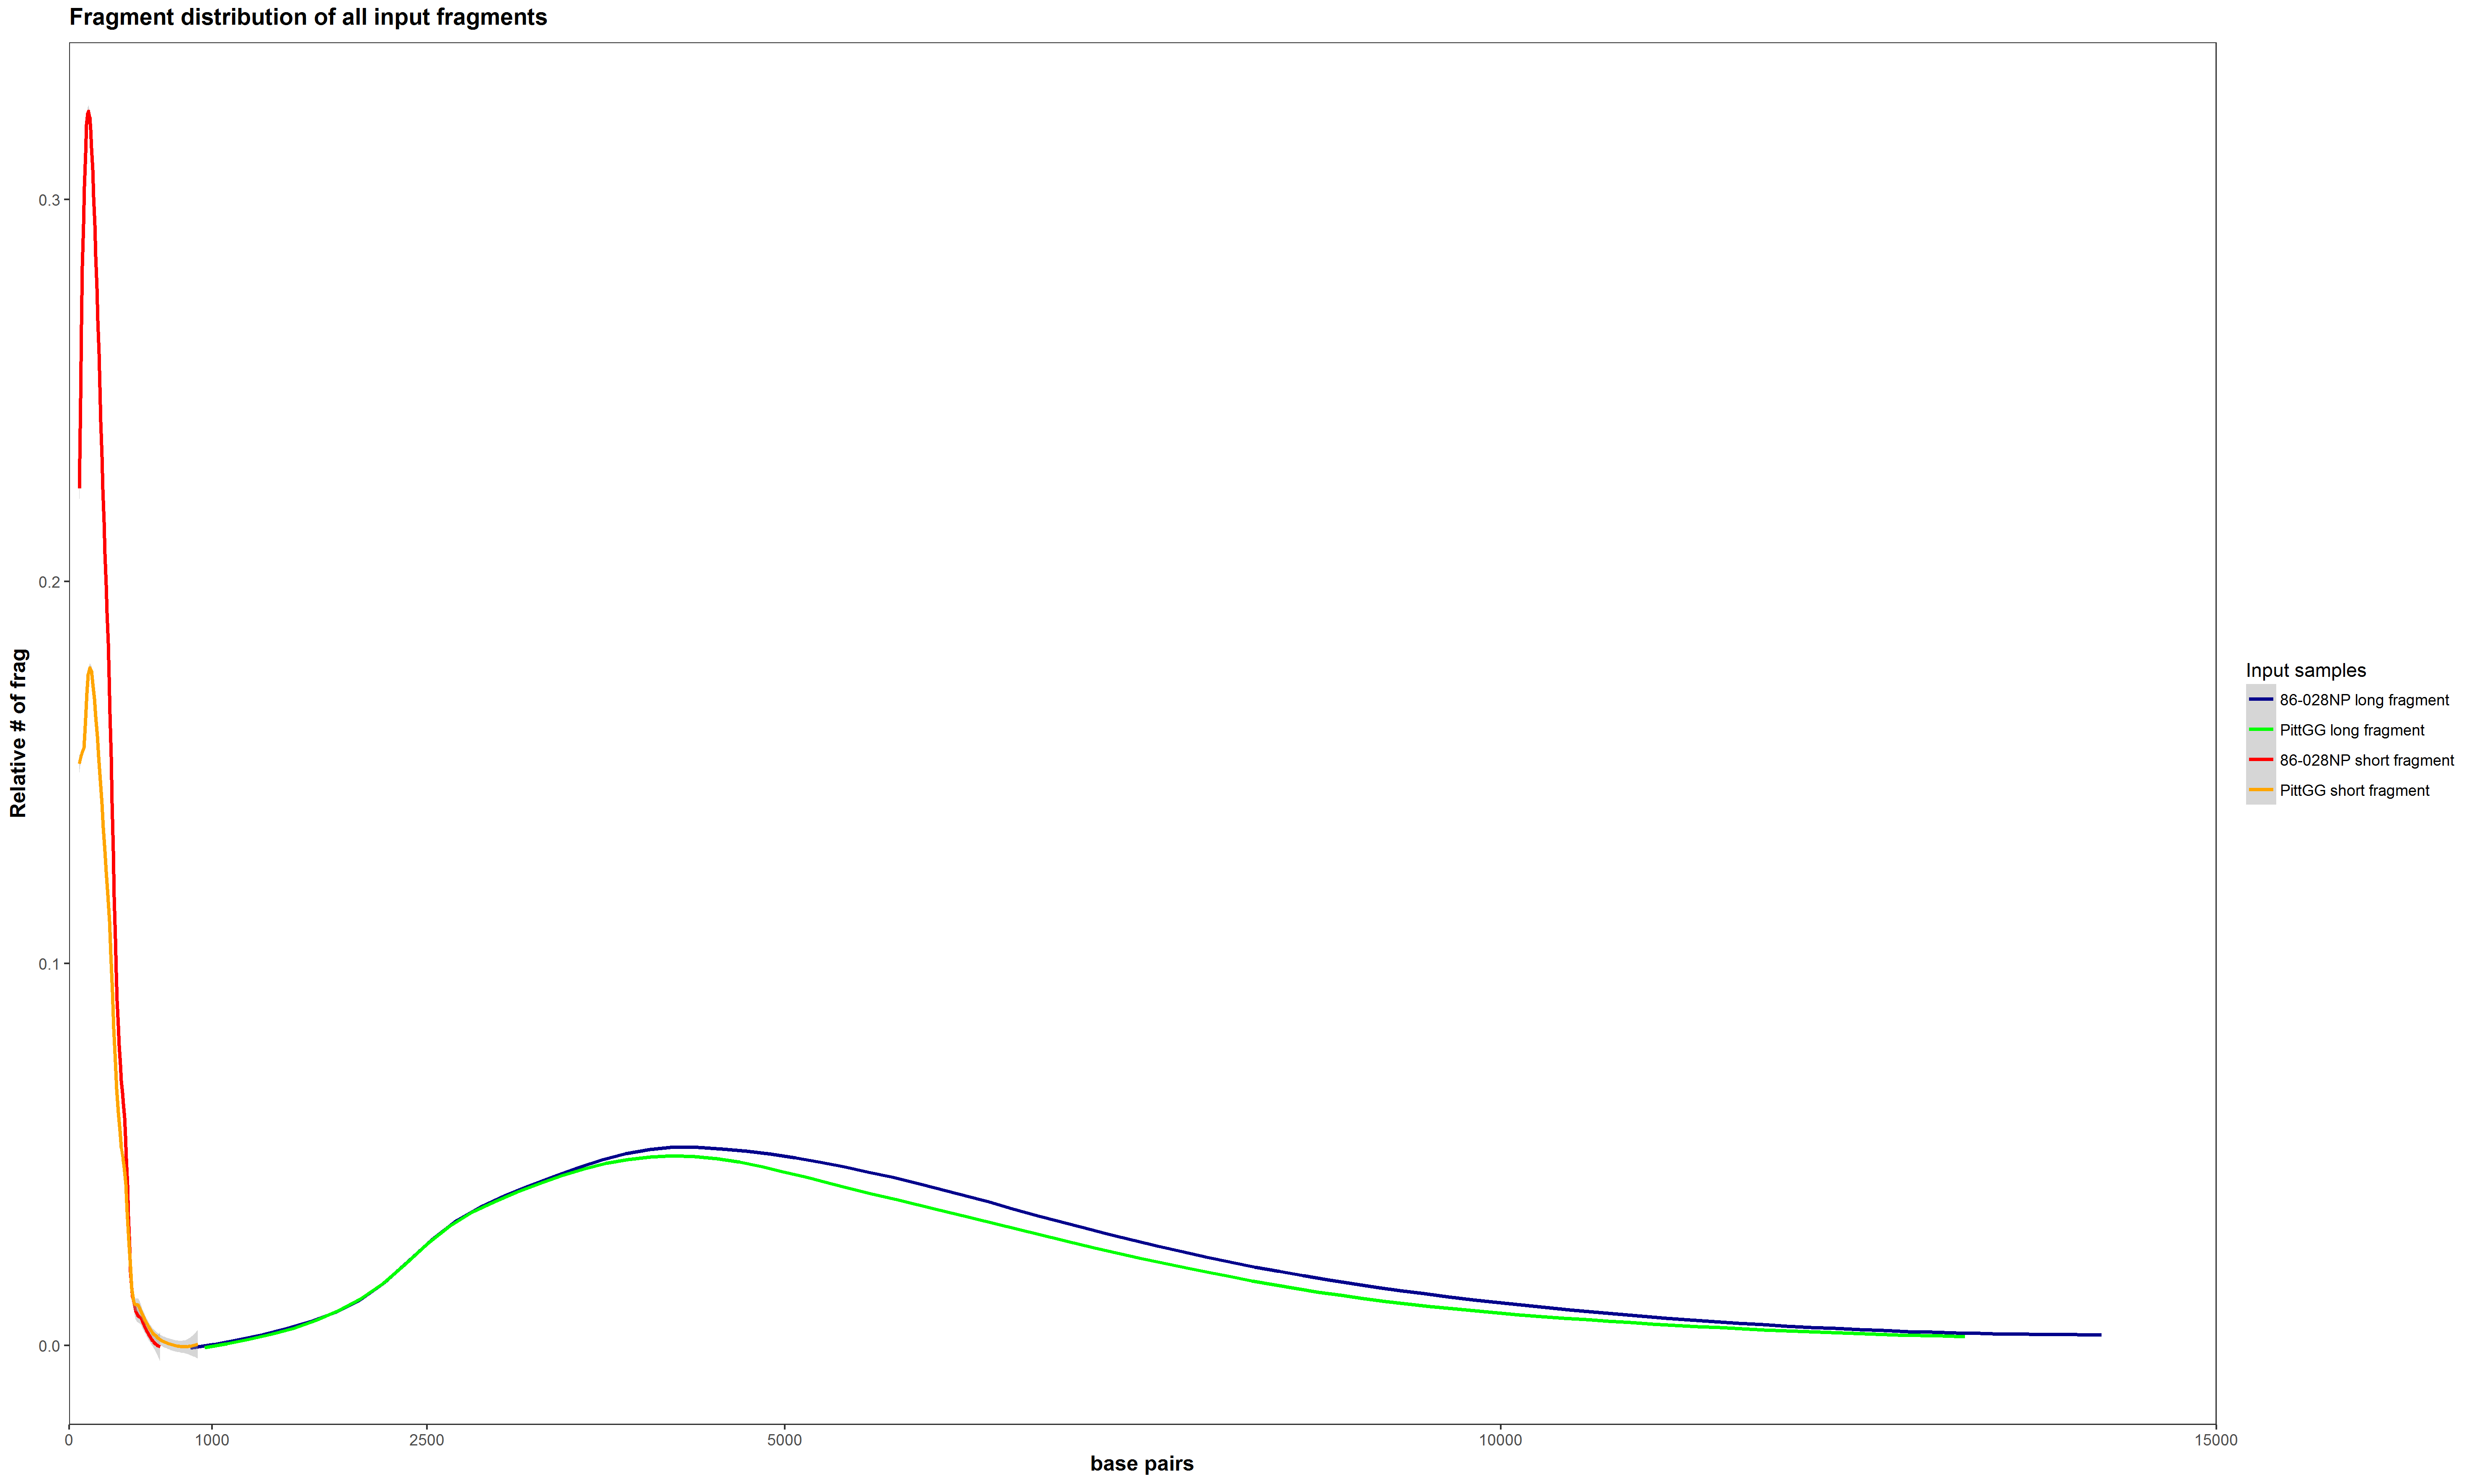 Fragment distribution of all input fragments
0.3
0.2
0.1
0.0
Relative # of frag
0
1000
2500
5000
10000
15000
base pairs
Input samples
86-028NP long fragment
PittGG long fragment
86-028NP short fragment
PittGG short fragment